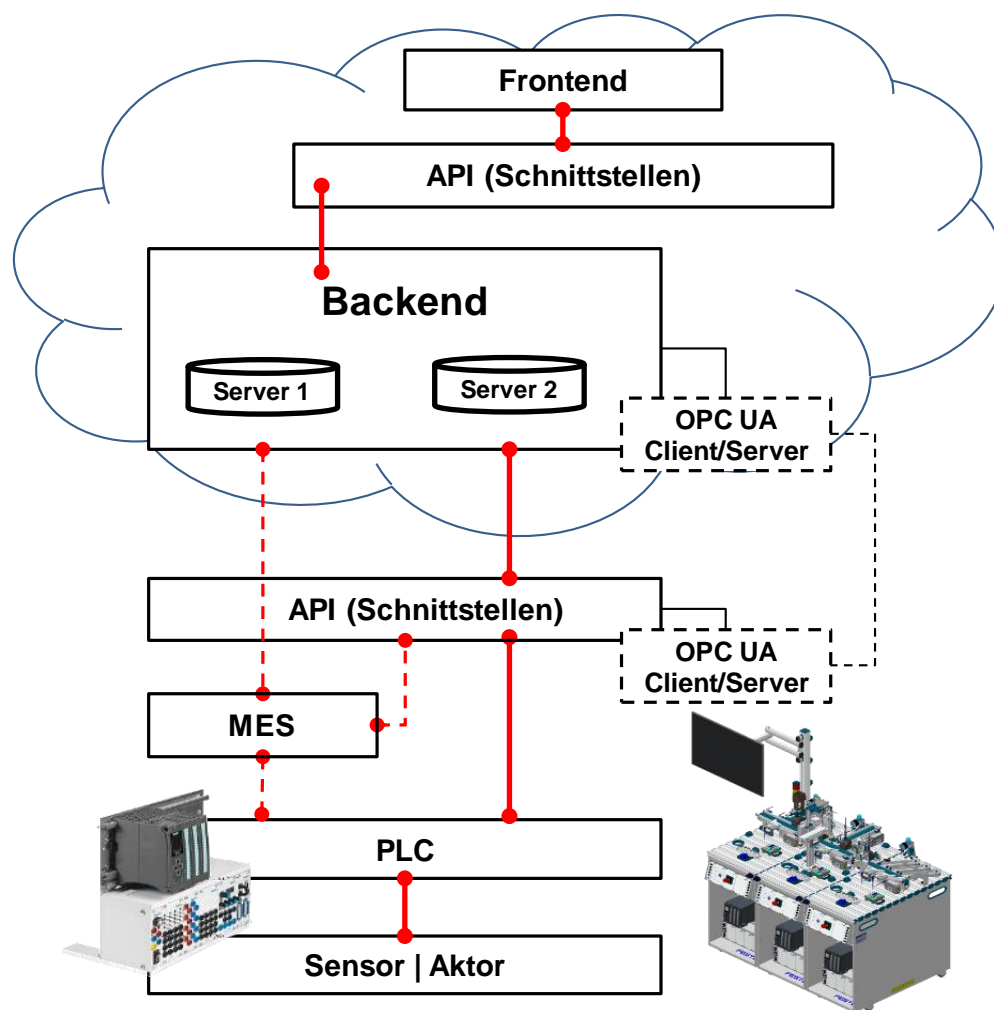 Frontend
API (Schnittstellen)
Backend
Server 1
Server 2
OPC UA
Client/Server
API (Schnittstellen)
OPC UA
Client/Server
MES
PLC
Sensor | Aktor